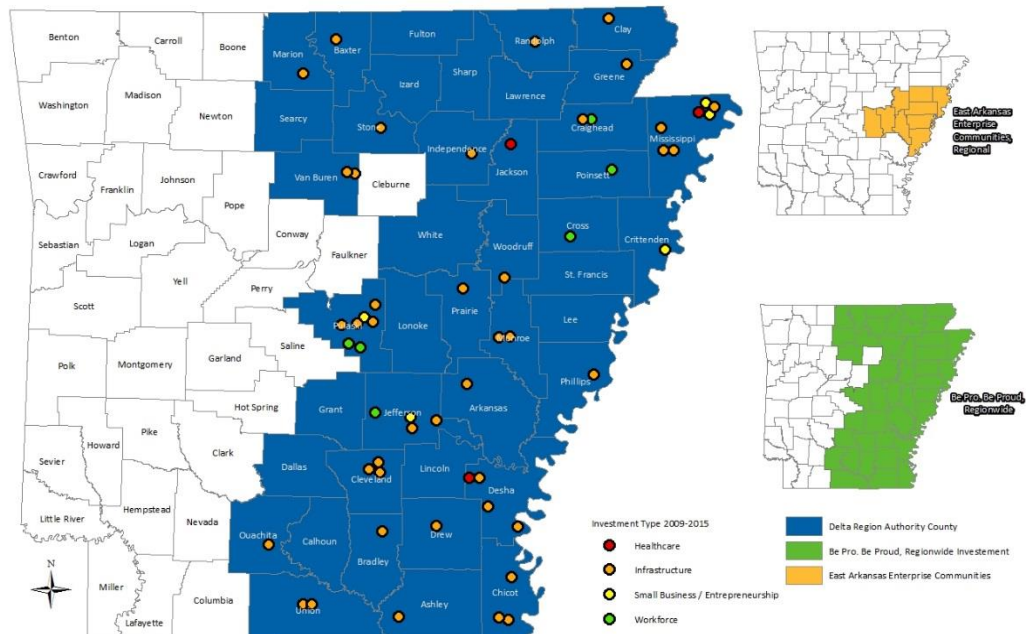 Benton
Carroll
Boone
Marion
Baxter
Fulton
Randolph
Clay
Sharp
Greene
Izard
Lawrence
Washington
Madison
Newton
Searcy
Stone
Independence
Craighead
Mississippi
Jackson
Poinsett
Crawford
Franklin
Johnson
Van Buren
Cleburne
Pope
Sebastian
Logan
Conway
White
Woodruff
Cross
Crittenden
Faulkner
St. Francis
Yell
Perry
Scott
Pulaski
Lonoke
Prairie
Lee
Monroe
Saline
Polk
Montgomery
Garland
Phillips
Hot Spring
Grant
Jefferson
Arkansas
Pike
Howard
Clark
Sevier
Dallas
Cleveland
Lincoln
Desha
Hempstead
Nevada
Little River
Ouachita
Calhoun
Bradley
Drew
Miller
Columbia
Lafayette
Union
Ashley
Chicot
N
East Arkansas
Enterprise
Communities,
Regional
Be Pro. Be Proud,
Regionwide
Investment Type 2009-2015
Healthcare
Infrastructure
Small Business / Entrepreneurship
Workforce
Delta Region Authority County
Be Pro. Be Proud, Regionwide Investement
East Arkansas Enterprise Communities